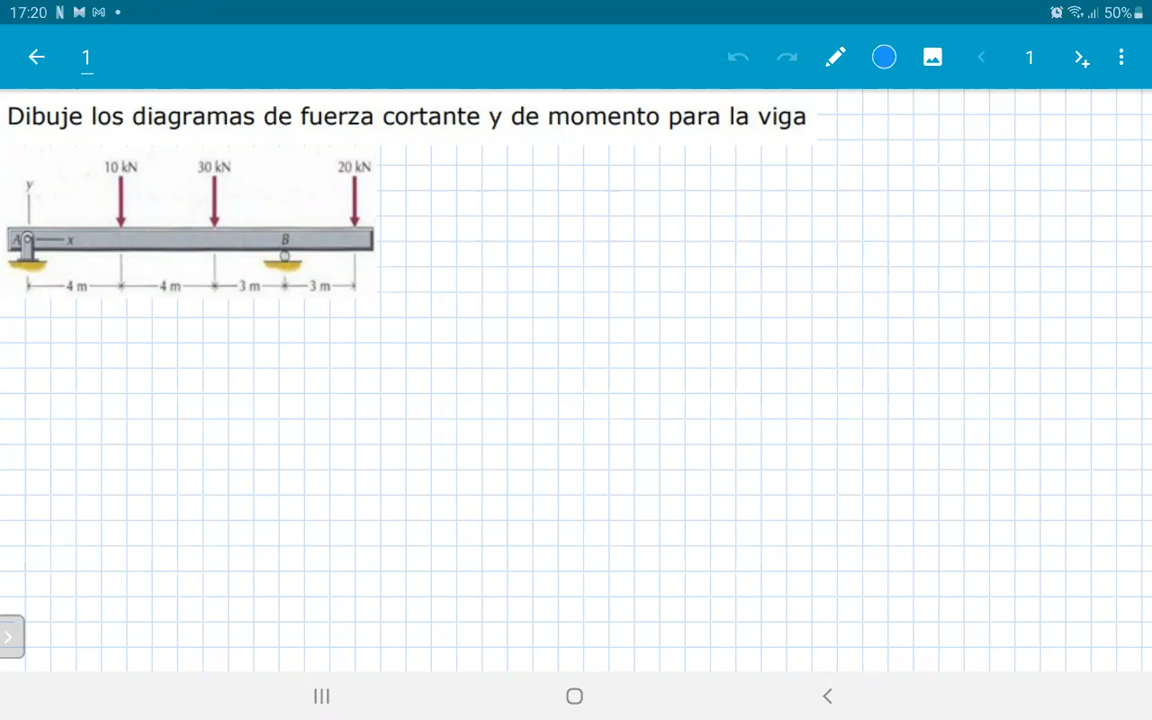 17:20 N 50%
1 1
Dibuje los diagramas de fuerza cortante y de momento para la viga
10 kN 30 kN 20 kN
y
A x B
4 m 4 m 3 m 3 m